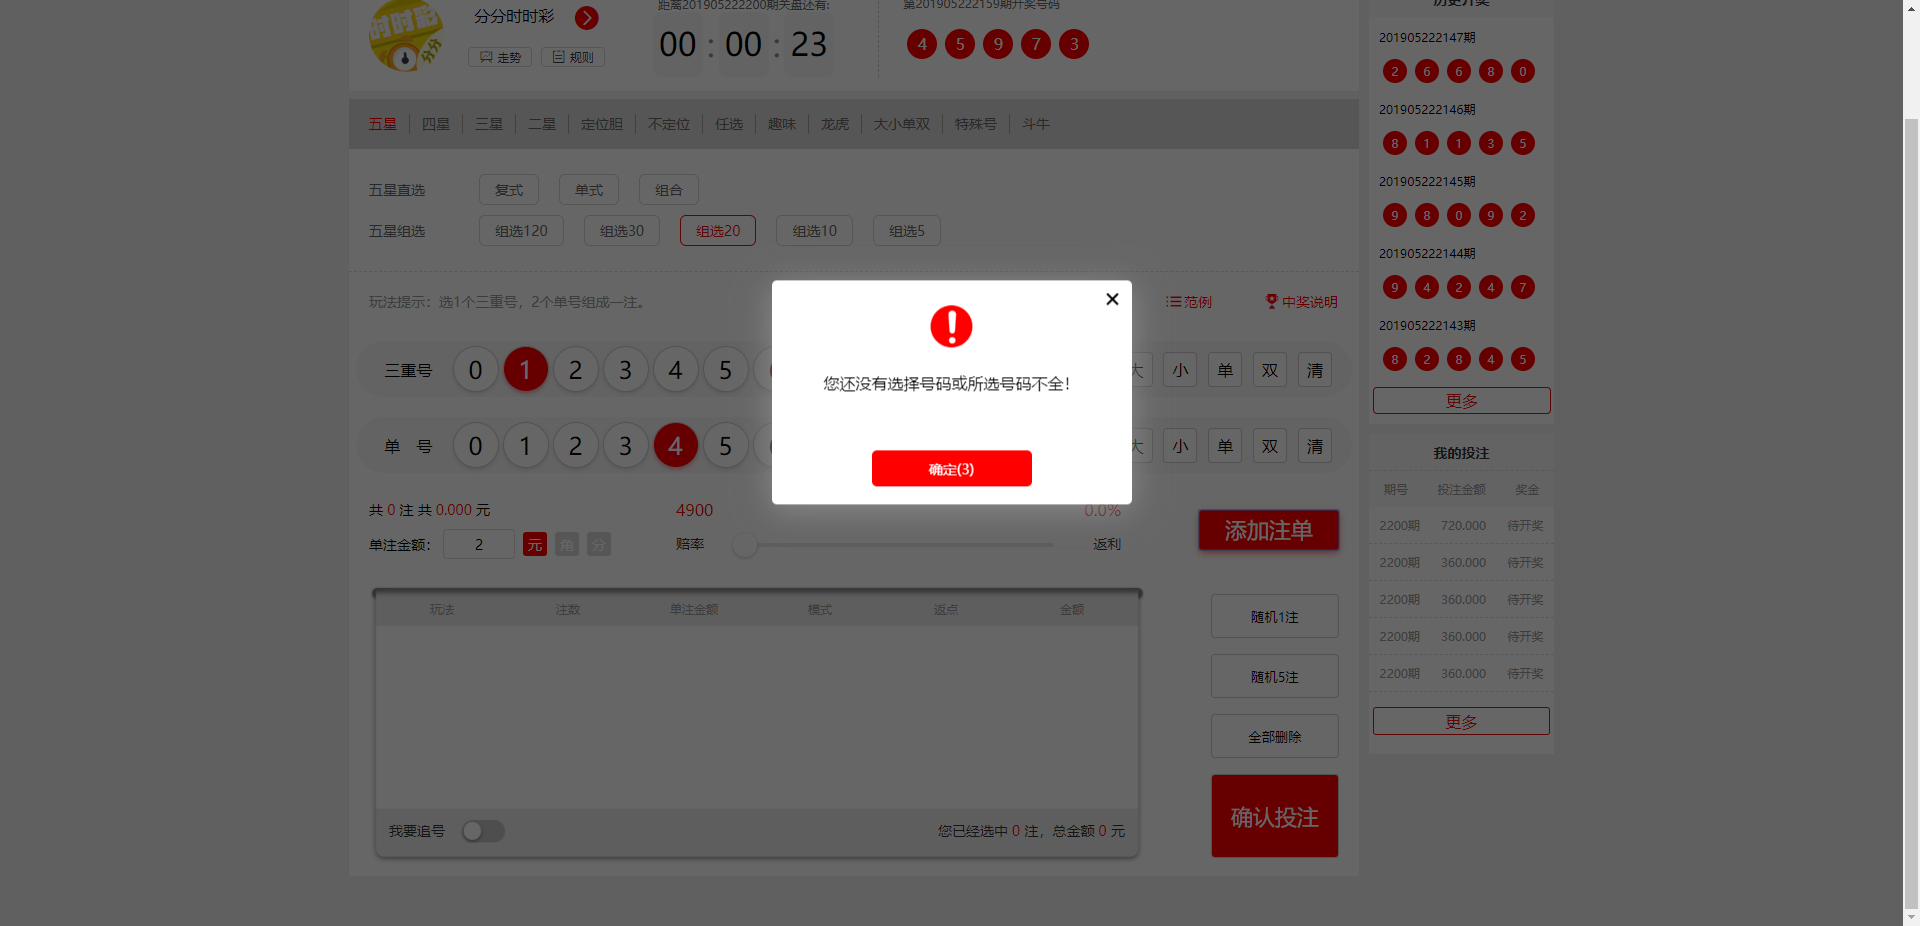 时时彩
分分
分分时时彩
走势
规则
距离201905222200期关盘还有:
00 : 00 : 23
第201905222159期开奖号码
4 5 9 7 3
五星 四星 三星 二星 定位胆 不定位 任选 趣味 龙虎 大小单双 特殊号 斗牛
五星直选 复式 单式 组合
五星组选 组选120 组选30 组选20 组选10 组选5
玩法提示：选1个三重号，2个单号组成一注。
范例 中奖说明
三重号 0 1 2 3 4 5 大 小 单 双 清
单 号 0 1 2 3 4 5 大 小 单 双 清
您还没有选择号码或所选号码不全！
确定(3)
共 0 注 共 0.000 元
4900
0.0%
单注金额： 2 元 角 分
赔率
返利
添加注单
玩法 注数 单注金额 模式 返点 金额
我要追号
您已经选中 0 注，总金额 0 元
随机1注
随机5注
全部删除
确认投注
历史开奖
201905222147期
2 6 6 8 0
201905222146期
8 1 1 3 5
201905222145期
9 8 0 9 2
201905222144期
9 4 2 4 7
201905222143期
8 2 8 4 5
更多
我的投注
期号 投注金额 奖金
2200期 720.000 待开奖
2200期 360.000 待开奖
2200期 360.000 待开奖
2200期 360.000 待开奖
2200期 360.000 待开奖
更多